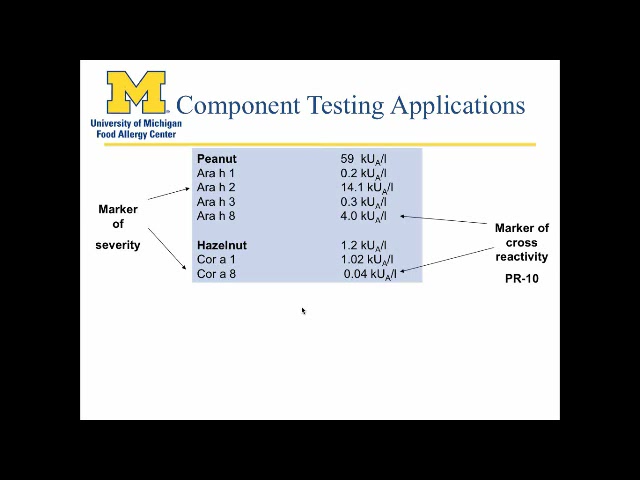 M
University of Michigan
Food Allergy Center
Component Testing Applications
Peanut 59 kUA/l
Ara h 1 0.2 kUA/l
Ara h 2 14.1 kUA/l
Ara h 3 0.3 kUA/l
Ara h 8 4.0 kUA/l
Hazelnut 1.2 kUA/l
Cor a 1 1.02 kUA/l
Cor a 8 0.04 kUA/l
Marker
of
severity
Marker of
cross
reactivity
PR-10